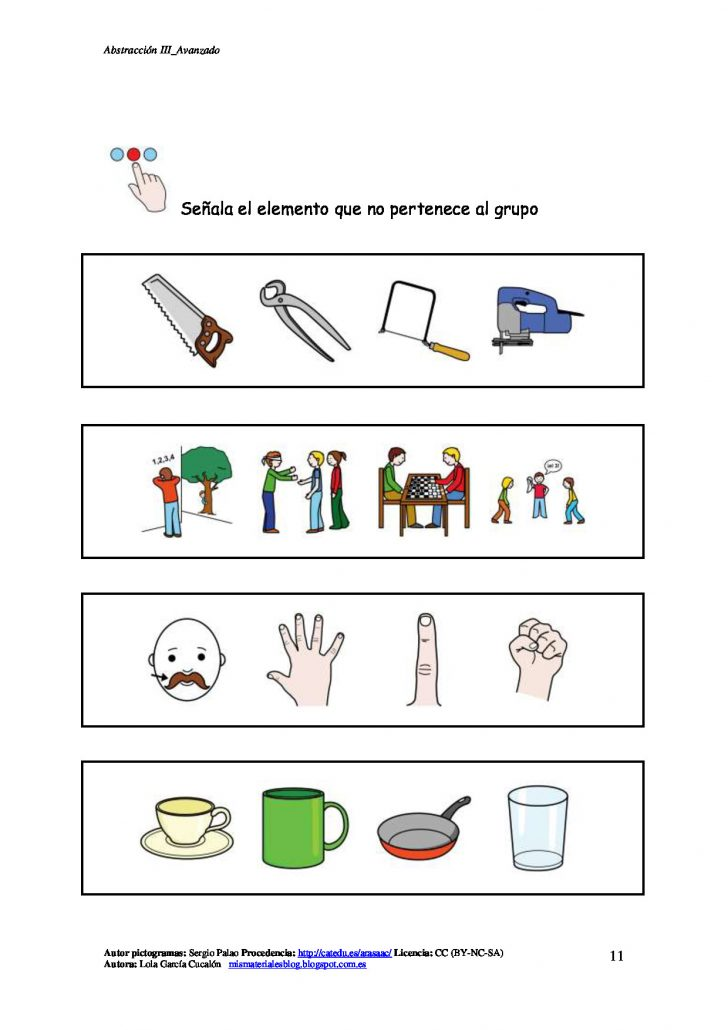 Abstracción III_Avanzado
Señala el elemento que no pertenece al grupo
1,2,3,4
Autor pictogramas: Sergio Palao Procedencia: http://catedu.es/arasaac/ Licencia: CC (BY-NC-SA)
11
Autora: Lola García Cucalón mismaterialesblog.blogspot.com.es